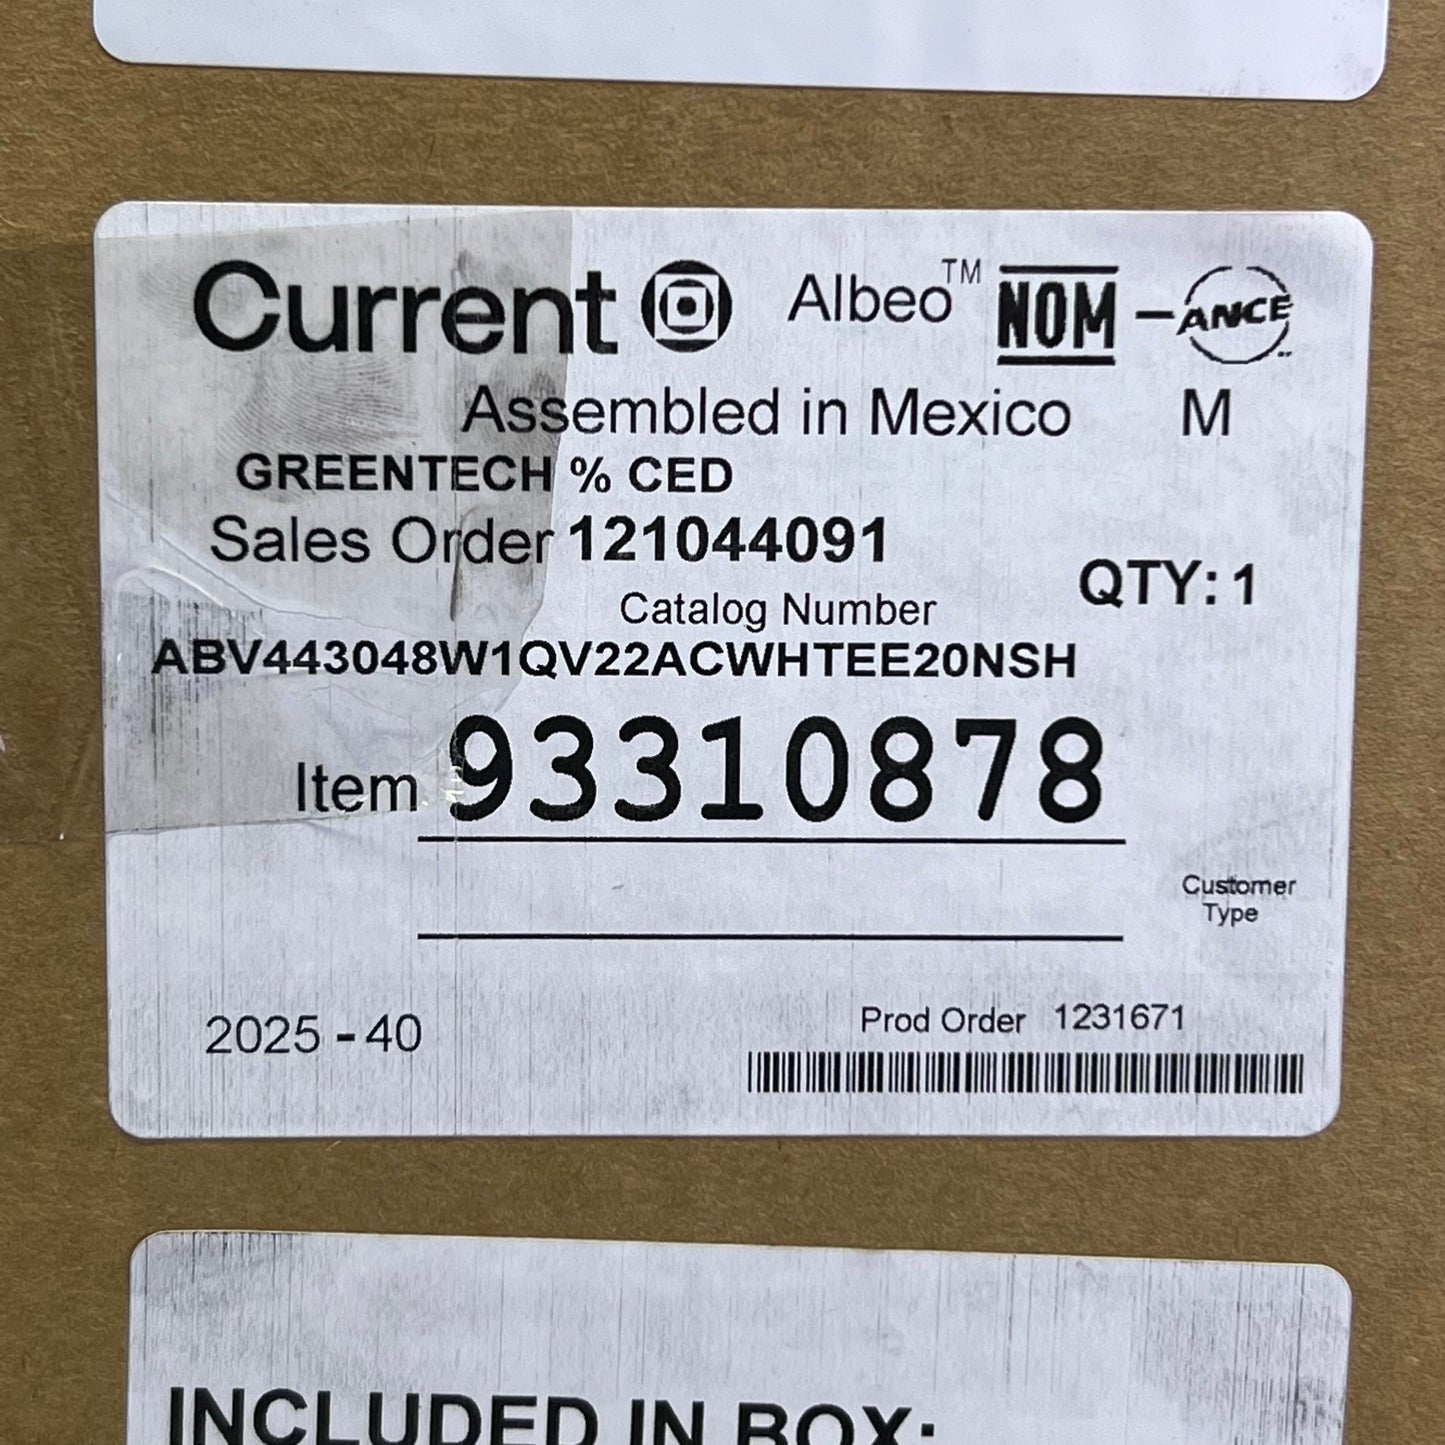 Current Albeo™ NOM - ANCE
Assembled in Mexico M
GREENTECH % CED
Sales Order 121044091
QTY: 1
Catalog Number
ABV443048W1QV22ACWHTEE20NSH
Item 93310878
Customer
Type
2025 - 40
Prod Order 1231671
INCLUDED IN BOX: